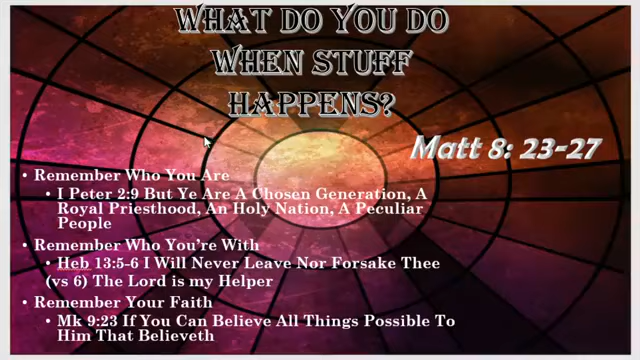 WHAT DO YOU DO
WHEN STUFF
HAPPENS?
Matt 8: 23-27
• Remember Who You Are
• I Peter 2:9 But Ye Are A Chosen Generation, A
Royal Priesthood, An Holy Nation, A Peculiar
People
• Remember Who You're With
• Heb 13:5-6 I Will Never Leave Nor Forsake Thee
(vs 6) The Lord is my Helper
• Remember Your Faith
• Mk 9:23 If You Can Believe All Things Possible To
Him That Believeth